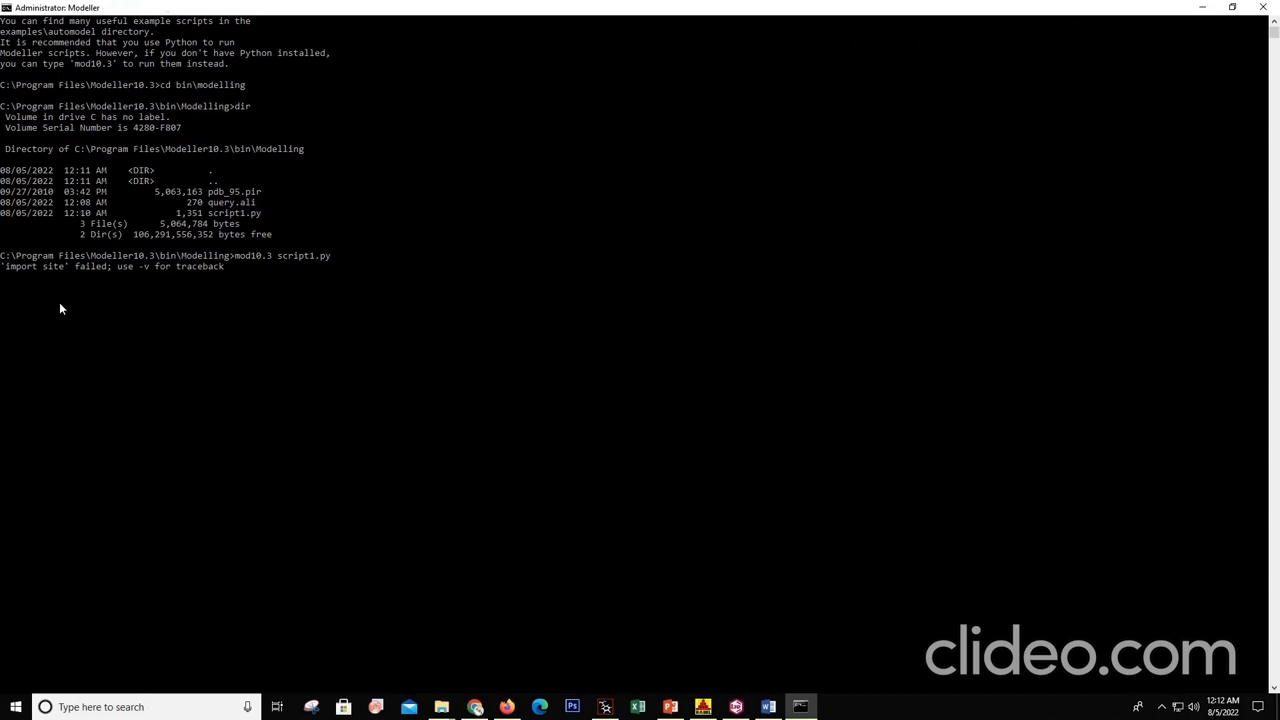 Administrator: Modeller
You can find many useful example scripts in the
examples\automodel directory.
It is recommended that you use Python to run
Modeller scripts. However, if you don't have Python installed,
you can type 'mod10.3' to run them instead.
C:\Program Files\Modeller10.3>cd bin\modelling
C:\Program Files\Modeller10.3\bin\Modelling>dir
Volume in drive C has no label.
Volume Serial Number is 4280-F807
Directory of C:\Program Files\Modeller10.3\bin\Modelling
08/05/2022  12:11 AM    <DIR>          .
08/05/2022  12:11 AM    <DIR>          ..
09/27/2010  03:42 PM         5,063,163 pdb_95.pir
08/05/2022  12:08 AM               270 query.ali
08/05/2022  12:10 AM             1,351 script1.py
3 File(s)      5,064,784 bytes
2 Dir(s)  106,291,556,352 bytes free
C:\Program Files\Modeller10.3\bin\Modelling>mod10.3 script1.py
'import site' failed; use -v for traceback
clideo.com
Type here to search
12:12 AM
8/5/2022